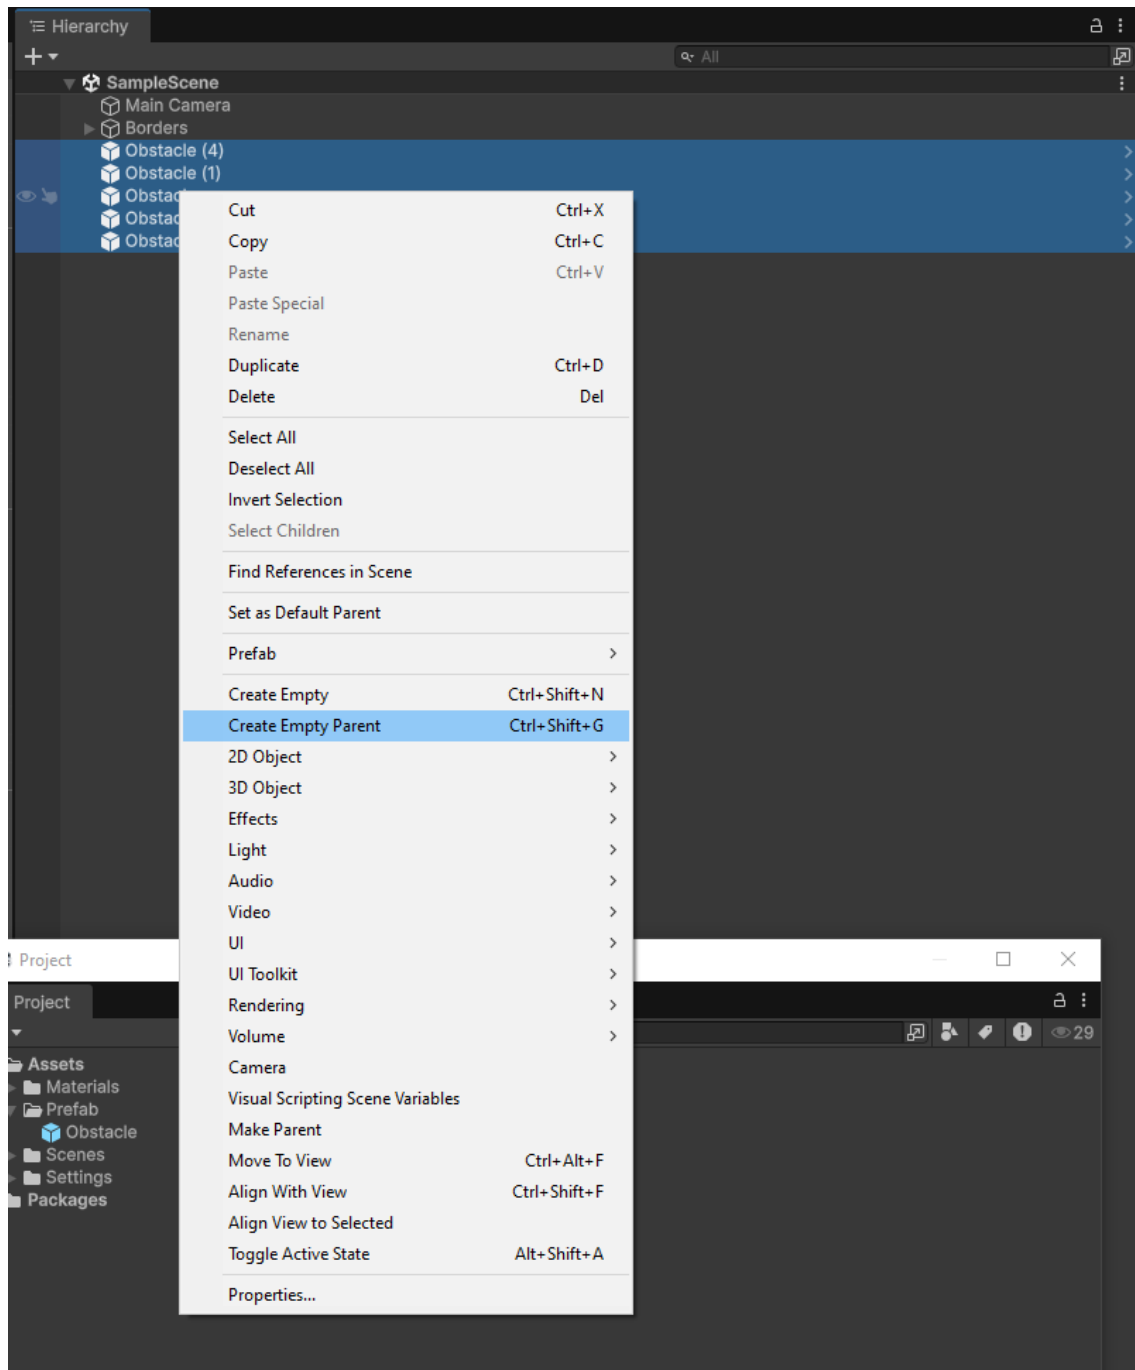 Hierarchy
All
SampleScene
Main Camera
Borders
Obstacle (4)
Obstacle (1)
Obstac
Obstac
Obstac
Cut Ctrl+X
Copy Ctrl+C
Paste Ctrl+V
Paste Special
Rename
Duplicate Ctrl+D
Delete Del
Select All
Deselect All
Invert Selection
Select Children
Find References in Scene
Set as Default Parent
Prefab
Create Empty Ctrl+Shift+N
Create Empty Parent Ctrl+Shift+G
2D Object
3D Object
Effects
Light
Audio
Video
UI
UI Toolkit
Rendering
Volume
Camera
Visual Scripting Scene Variables
Make Parent
Move To View Ctrl+Alt+F
Align With View Ctrl+Shift+F
Align View to Selected
Toggle Active State Alt+Shift+A
Properties...
Project
Project
29
Assets
Materials
Prefab
Obstacle
Scenes
Settings
Packages